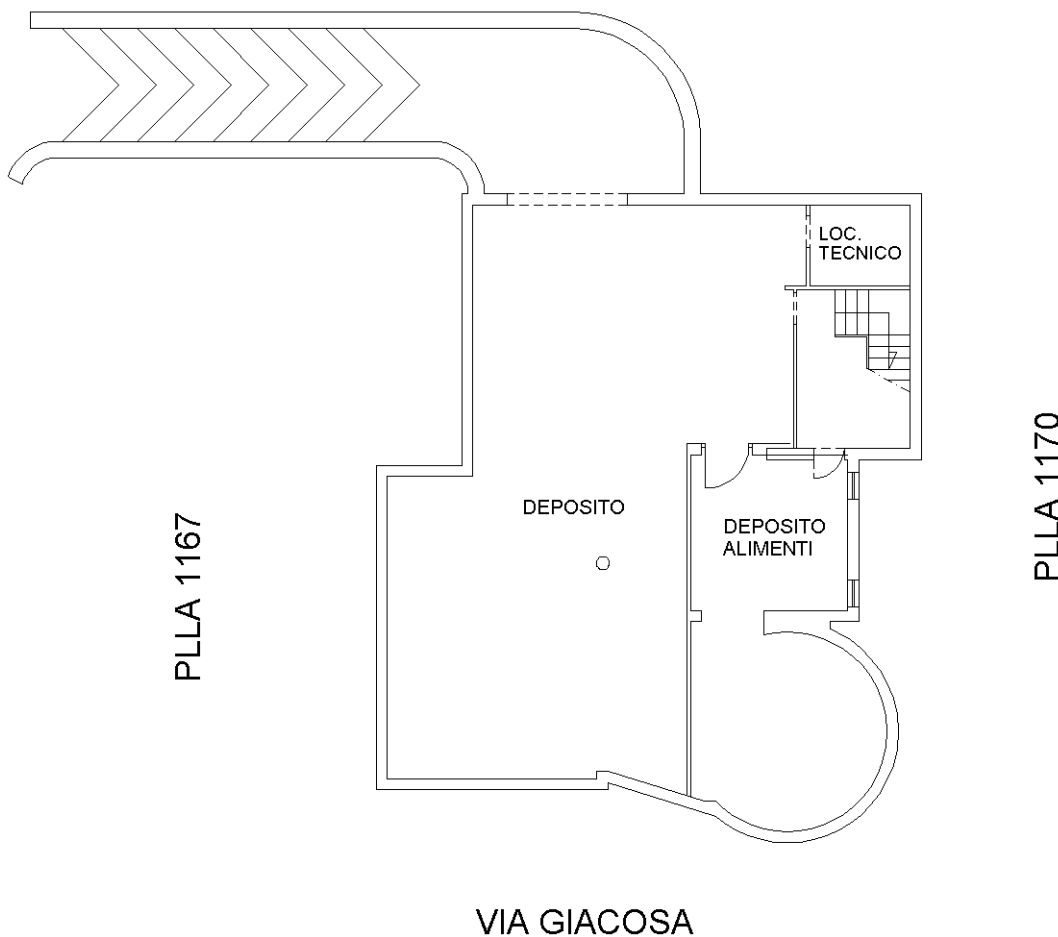 LOC.
TECNICO
DEPOSITO
DEPOSITO
ALIMENTI
PLLA 1167
PLLA 1170
VIA GIACOSA